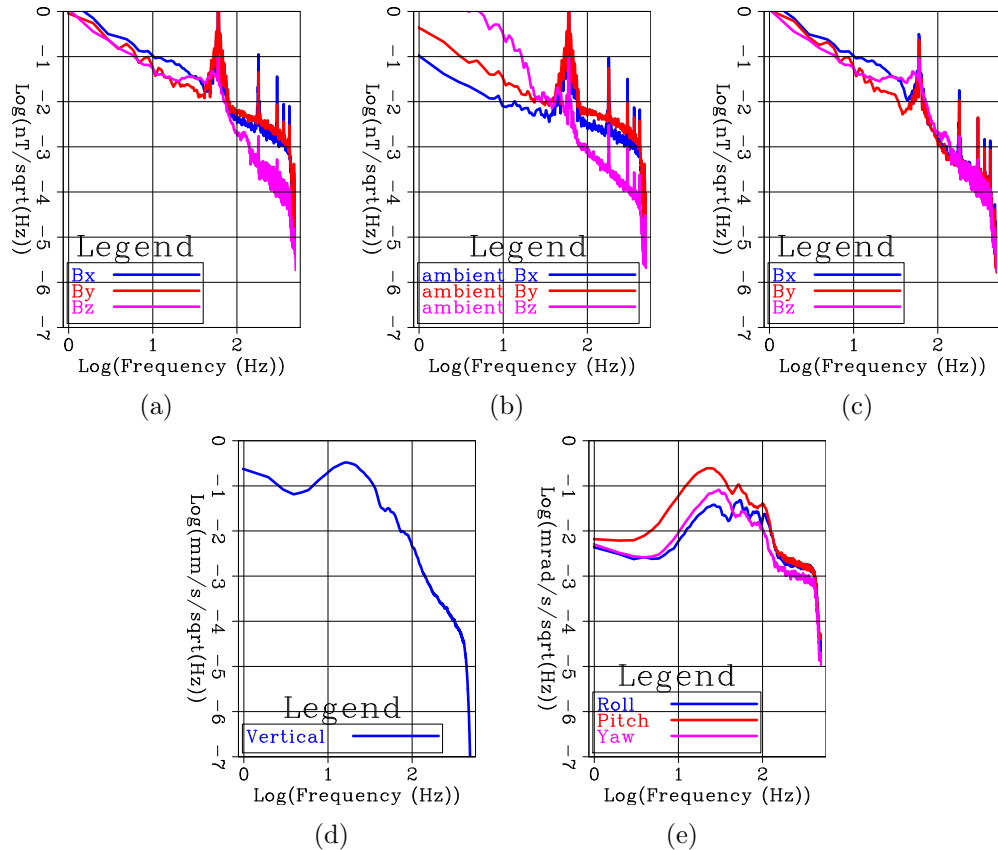 0
-1
-2
-3
-4
-5
-6
-7
Log(nT/sqrt(Hz))
Legend
Bx
By
Bz
0 1 2
Log(Frequency (Hz))
(a)
0
-1
-2
-3
-4
-5
-6
-7
Log(nT/sqrt(Hz))
Legend
ambient Bx
ambient By
ambient Bz
0 1 2
Log(Frequency (Hz))
(b)
0
-1
-2
-3
-4
-5
-6
-7
Log(nT/sqrt(Hz))
Legend
Bx
By
Bz
0 1 2
Log(Frequency (Hz))
(c)
0
-1
-2
-3
-4
-5
-6
-7
Log(mm/s/sqrt(Hz))
Legend
Vertical
0 1 2
Log(Frequency (Hz))
(d)
0
-1
-2
-3
-4
-5
-6
-7
Log(mrad/s/sqrt(Hz))
Legend
Roll
Pitch
Yaw
0 1 2
Log(Frequency (Hz))
(e)